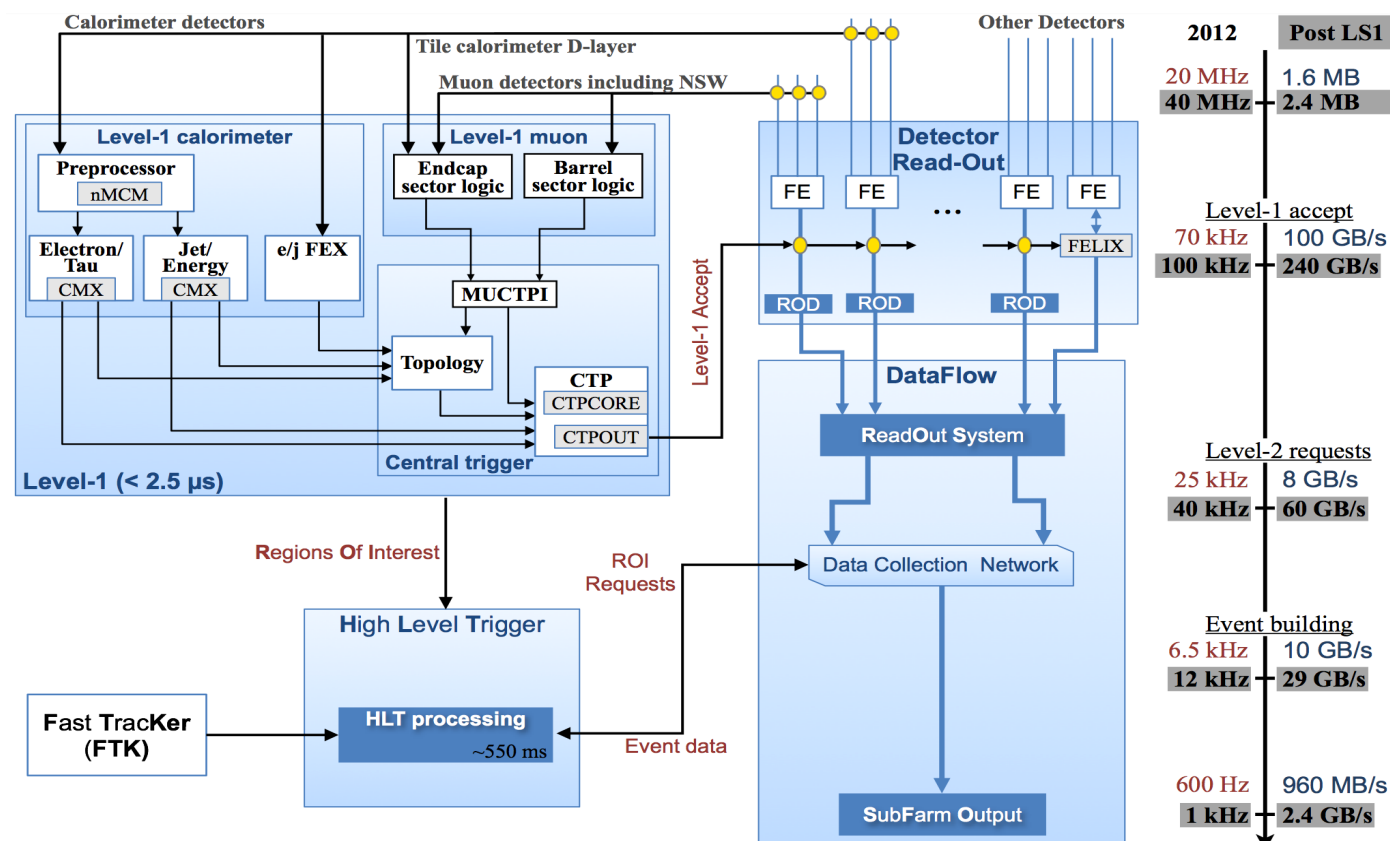 Calorimeter detectors
Tile calorimeter D-layer
Muon detectors including NSW
Other Detectors
2012
Post LS1
20 MHz
1.6 MB
40 MHz
2.4 MB
Level-1 calorimeter
Preprocessor
nMCM
Electron/
Tau
CMX
Jet/
Energy
CMX
e/j FEX
Level-1 muon
Endcap
sector logic
Barrel
sector logic
MUCTPI
Topology
CTP
CTPCORE
CTPOUT
Central trigger
Level-1 (< 2.5 µs)
Level-1 Accept
Detector
Read-Out
FE
FE
FE
FE
...
FELIX
ROD
ROD
ROD
Level-1 accept
70 kHz
100 GB/s
100 kHz
240 GB/s
DataFlow
ReadOut System
Data Collection Network
SubFarm Output
Level-2 requests
25 kHz
8 GB/s
40 kHz
60 GB/s
Regions Of Interest
ROI
Requests
Event data
High Level Trigger
HLT processing
~550 ms
Fast TracKer
(FTK)
Event building
6.5 kHz
10 GB/s
12 kHz
29 GB/s
600 Hz
960 MB/s
1 kHz
2.4 GB/s